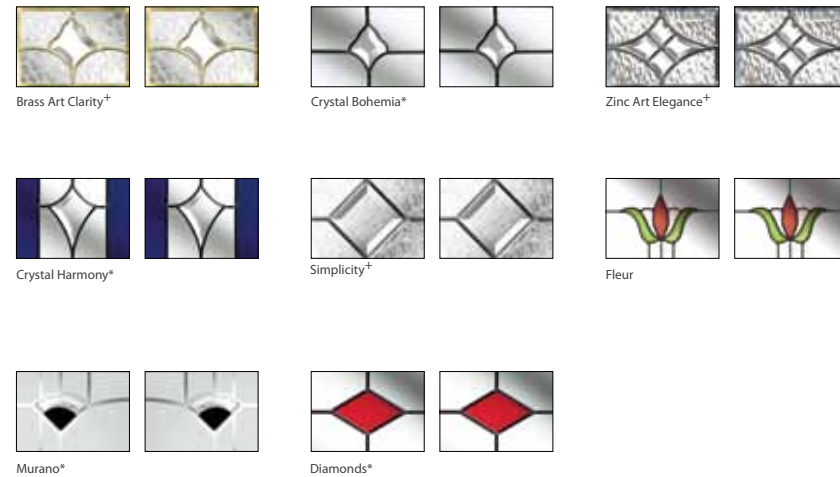 Brass Art Clarity+
Crystal Bohemia*
Zinc Art Elegance+
Crystal Harmony*
Simplicity+
Fleur
Murano*
Diamonds*